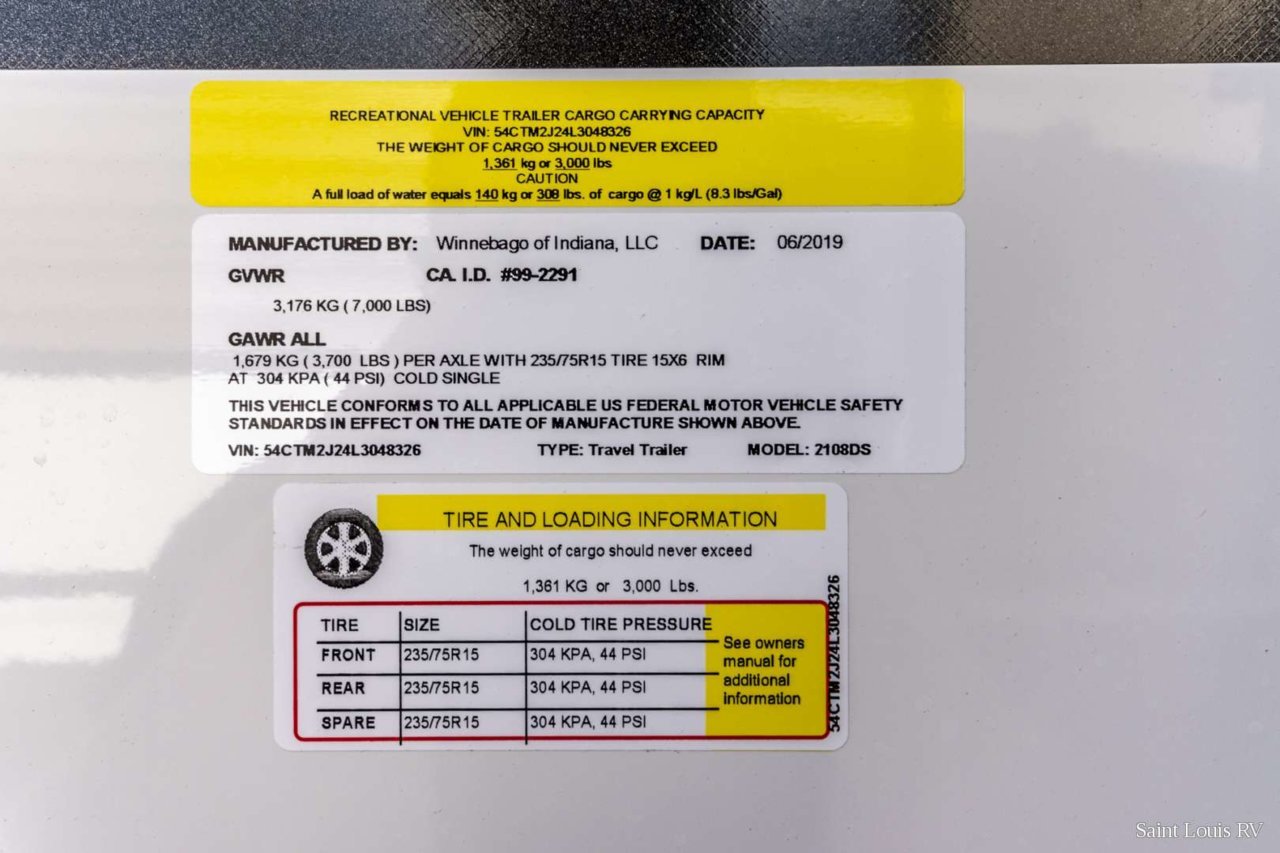 RECREATIONAL VEHICLE TRAILER CARGO CARRYING CAPACITY
VIN: 54CTM2J24L3048326
THE WEIGHT OF CARGO SHOULD NEVER EXCEED
1,361 kg or 3,000 lbs
CAUTION
A full load of water equals 140 kg or 308 lbs. of cargo @ 1 kg/L (8.3 lbs/Gal)
MANUFACTURED BY: Winnebago of Indiana, LLC DATE: 06/2019
GVWR CA. I.D. #99-2291
3,176 KG ( 7,000 LBS)
GAWR ALL
1,679 KG ( 3,700 LBS ) PER AXLE WITH 235/75R15 TIRE 15X6 RIM
AT 304 KPA ( 44 PSI) COLD SINGLE
THIS VEHICLE CONFORMS TO ALL APPLICABLE US FEDERAL MOTOR VEHICLE SAFETY
STANDARDS IN EFFECT ON THE DATE OF MANUFACTURE SHOWN ABOVE.
VIN: 54CTM2J24L3048326 TYPE: Travel Trailer MODEL: 2108DS
TIRE AND LOADING INFORMATION
The weight of cargo should never exceed
1,361 KG or 3,000 Lbs.
TIRE SIZE COLD TIRE PRESSURE
FRONT 235/75R15 304 KPA, 44 PSI
REAR 235/75R15 304 KPA, 44 PSI
SPARE 235/75R15 304 KPA, 44 PSI
See owners
manual for
additional
information
54CTM2J24L3048326
Saint Louis RV